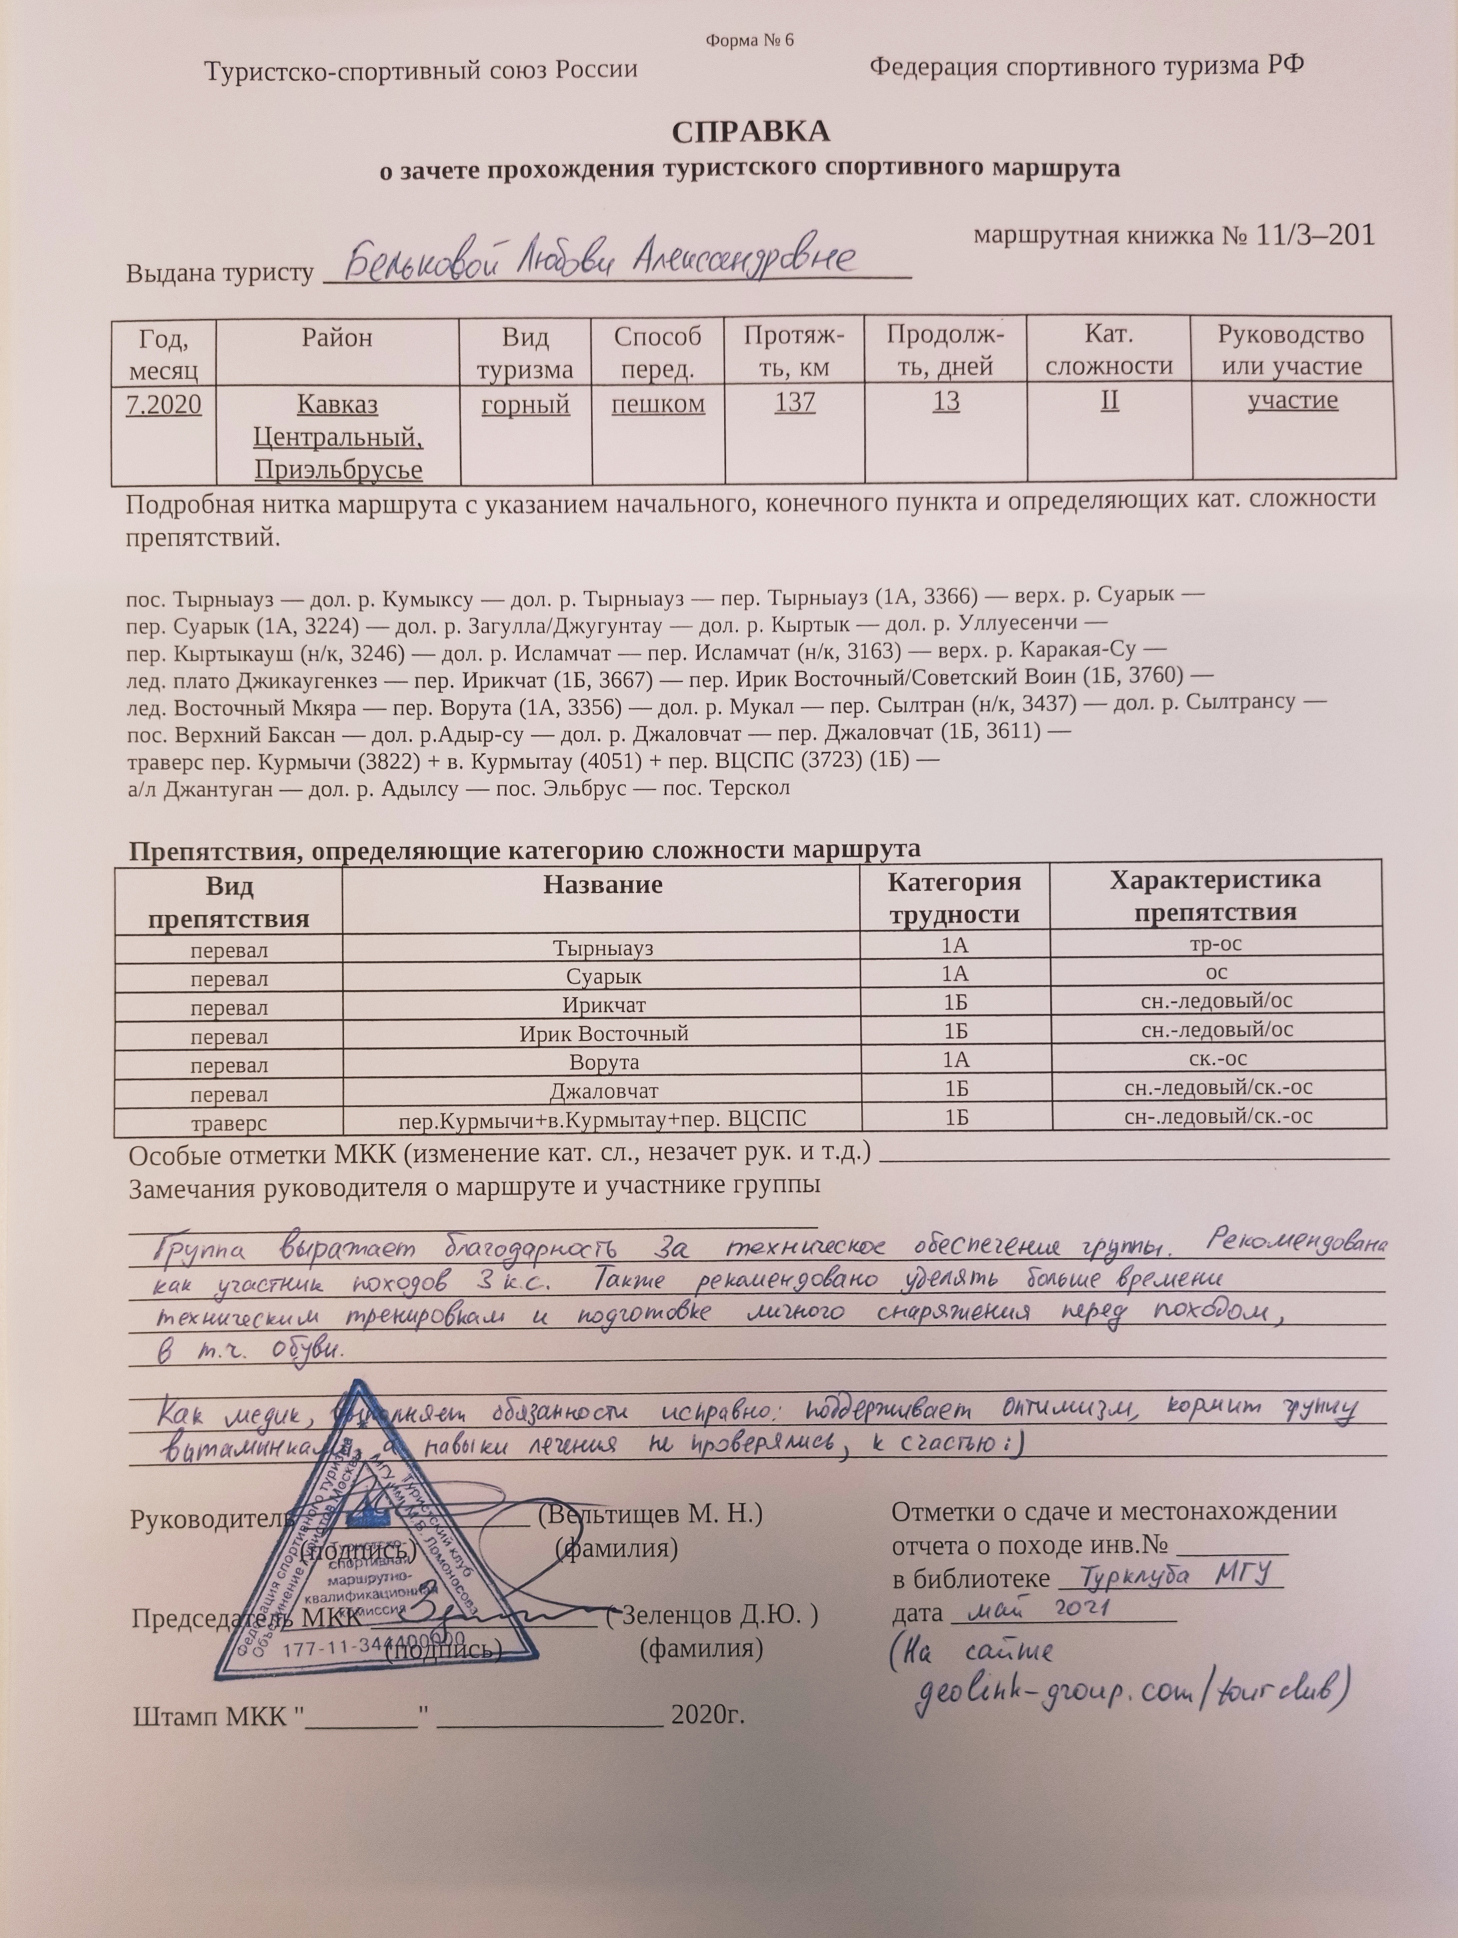 Форма № 6
Туристско-спортивный союз России Федерация спортивного туризма РФ
СПРАВКА
о зачете прохождения туристского спортивного маршрута
маршрутная книжка № 11/3–201
Выдана туристу Бельковой Любови Александровне
Год, месяц Район Вид туризма Способ перед. Протяж-ть, км Продолж-ть, дней Кат. сложности Руководство или участие
7.2020 Кавказ Центральный, Приэльбрусье горный пешком 137 13 II участие
Подробная нитка маршрута с указанием начального, конечного пункта и определяющих кат. сложности
препятствий.
пос. Тырныауз — дол. р. Кумыксу — дол. р. Тырныауз — пер. Тырныауз (1А, 3366) — верх. р. Суарык —
пер. Суарык (1А, 3224) — дол. р. Загулла/Джугунтау — дол. р. Кыртык — дол. р. Уллуесенчи —
пер. Кыртыкауш (н/к, 3246) — дол. р. Исламчат — пер. Исламчат (н/к, 3163) — верх. р. Каракая-Су —
лед. плато Джикаугенкез — пер. Ирикчат (1Б, 3667) — пер. Ирик Восточный/Советский Воин (1Б, 3760) —
лед. Восточный Мкяра — пер. Ворута (1А, 3356) — дол. р. Мукал — пер. Сылтран (н/к, 3437) — дол. р. Сылтрансу —
пос. Верхний Баксан — дол. р.Адыр-су — дол. р. Джаловчат — пер. Джаловчат (1Б, 3611) —
траверс пер. Курмычи (3822) + в. Курмытау (4051) + пер. ВЦСПС (3723) (1Б) —
а/л Джантуган — дол. р. Адылсу — пос. Эльбрус — пос. Терскол
Препятствия, определяющие категорию сложности маршрута
Вид препятствия Название Категория трудности Характеристика препятствия
перевал Тырныауз 1А тр-ос
перевал Суарык 1А ос
перевал Ирикчат 1Б сн.-ледовый/ос
перевал Ирик Восточный 1Б сн.-ледовый/ос
перевал Ворута 1А ск.-ос
перевал Джаловчат 1Б сн.-ледовый/ск.-ос
траверс пер.Курмычи+в.Курмытау+пер. ВЦСПС 1Б сн-.ледовый/ск.-ос
Особые отметки МКК (изменение кат. сл., незачет рук. и т.д.)
Замечания руководителя о маршруте и участнике группы
Группа выражает благодарность за техническое обеспечение группы. Рекомендована
как участник походов 3 к.с. Также рекомендовано уделять больше времени
техническим тренировкам и подготовке личного снаряжения перед походом,
в т.ч. обуви.
Как медик, выполняет обязанности исправно: поддерживает оптимизм, кормит группу
витаминками, а навыки лечения не проверялись, к счастью :)
Руководитель (Вельтищев М. Н.)
(подпись) (фамилия)
Председатель МКК (Зеленцов Д.Ю. )
(подпись) (фамилия)
Штамп МКК "________" ________________ 2020г.
Отметки о сдаче и местонахождении
отчета о походе инв.№
в библиотеке Турклуба МГУ
дата май 2021
(На сайте
geolink-group.com/tourclub)
Федерация спортивного туризма
Объединение туристов Москвы
Туристский клуб
МГУ им. М.В. Ломоносова
Туристско-
спортивная
маршрутно-
квалификационная
комиссия
177-11-344400000